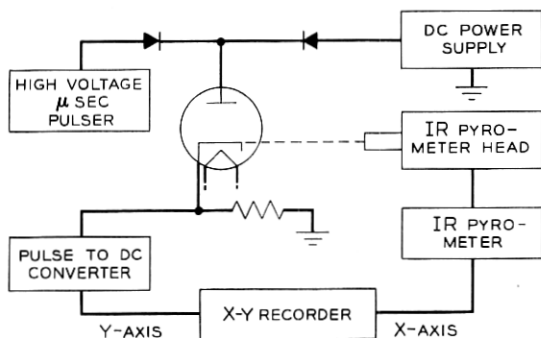 HIGH VOLTAGE
μ SEC
PULSER
DC POWER
SUPPLY
IR PYRO-
METER HEAD
IR PYRO-
METER
PULSE TO DC
CONVERTER
X-Y RECORDER
Y-AXIS
X-AXIS